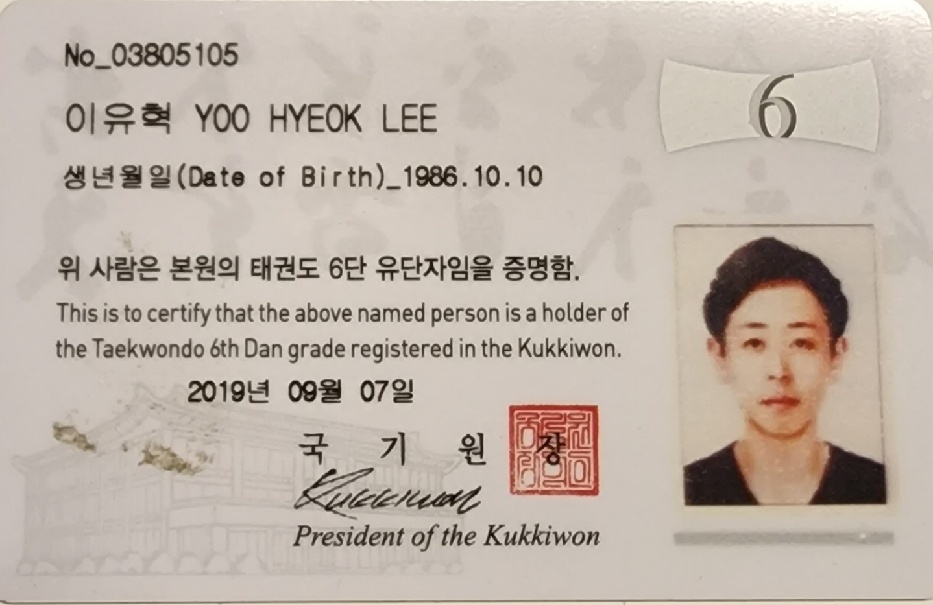 No_03805105
이유혁 YOO HYEOK LEE
6
생년월일(Date of Birth)_1986.10.10
위 사람은 본원의 태권도 6단 유단자임을 증명함.
This is to certify that the above named person is a holder of
the Taekwondo 6th Dan grade registered in the Kukkiwon.
2019년 09월 07일
국 기 원 장
Kukkiwon
President of the Kukkiwon